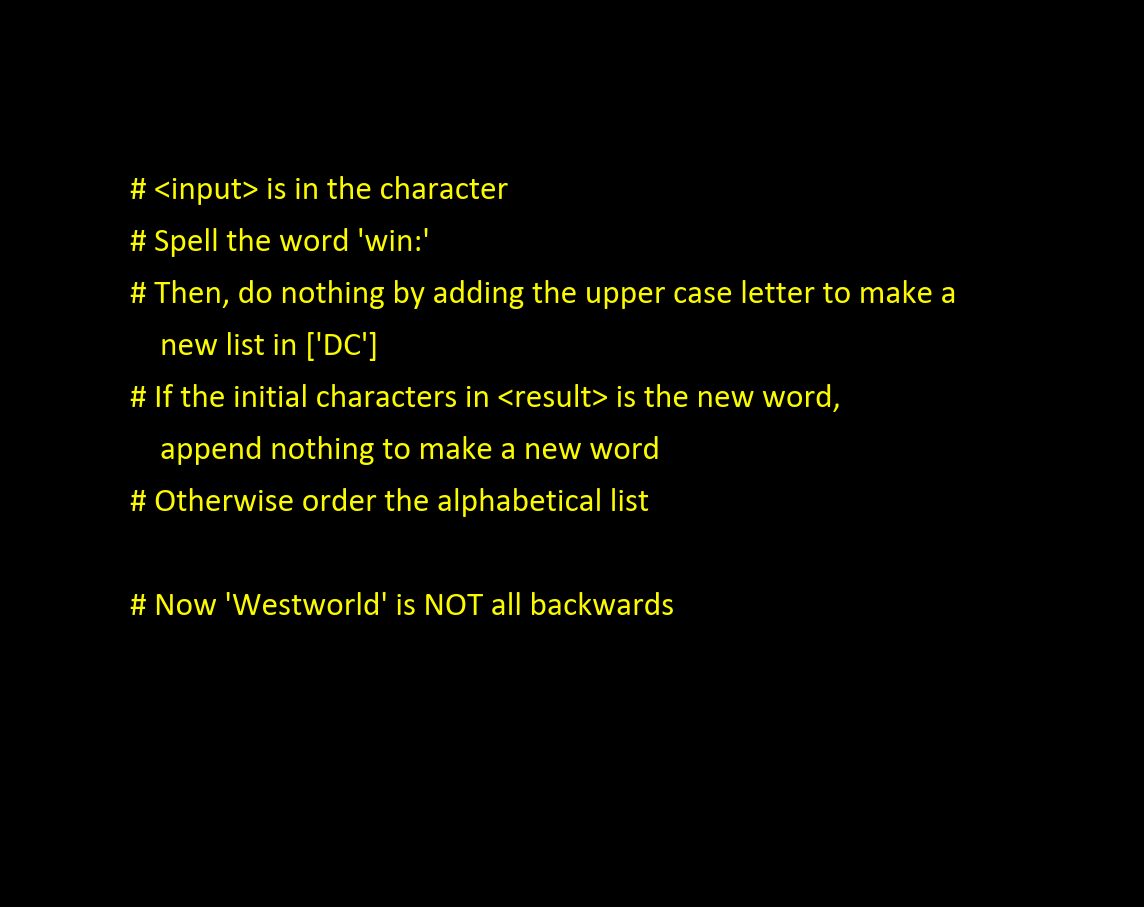 # <input> is in the character
# Spell the word 'win:'
# Then, do nothing by adding the upper case letter to make a
new list in ['DC']
# If the initial characters in <result> is the new word,
append nothing to make a new word
# Otherwise order the alphabetical list
# Now 'Westworld' is NOT all backwards